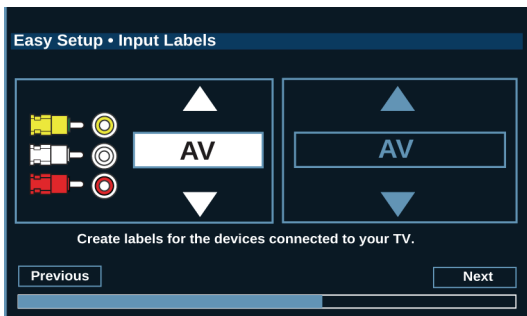 Easy Setup • Input Labels
AV
AV
Create labels for the devices connected to your TV.
Previous
Next